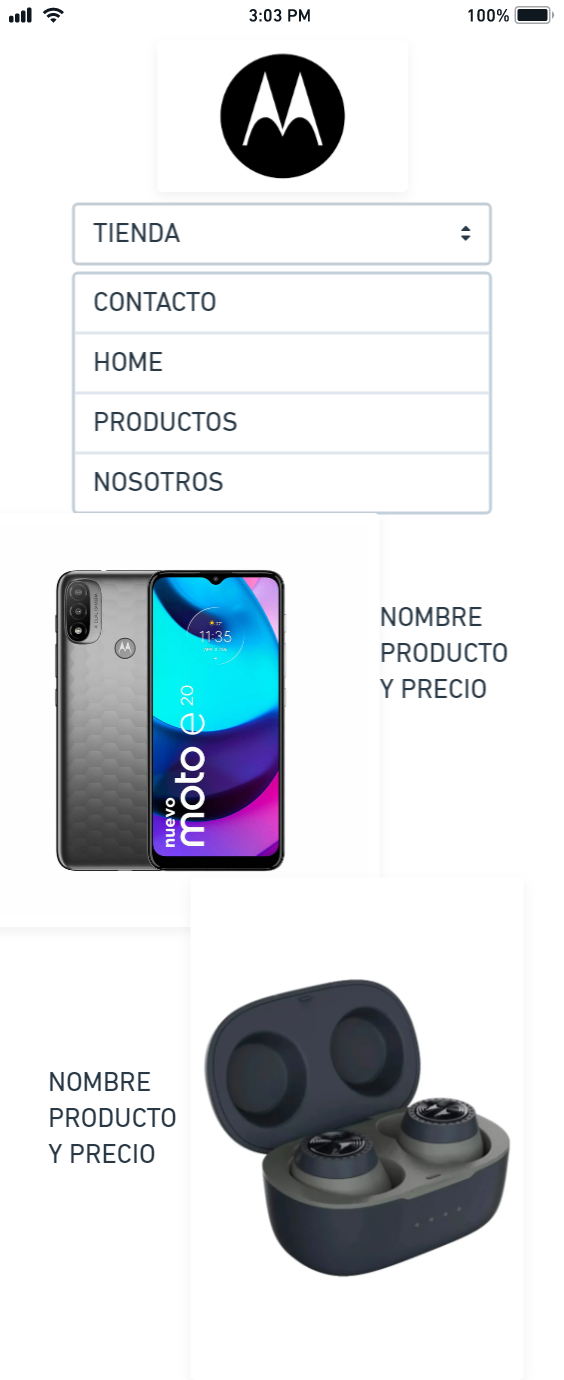 3:03 PM
100%
TIENDA
CONTACTO
HOME
PRODUCTOS
NOSOTROS
11:35
nuevo
moto e 20
NOMBRE
PRODUCTO
Y PRECIO
NOMBRE
PRODUCTO
Y PRECIO